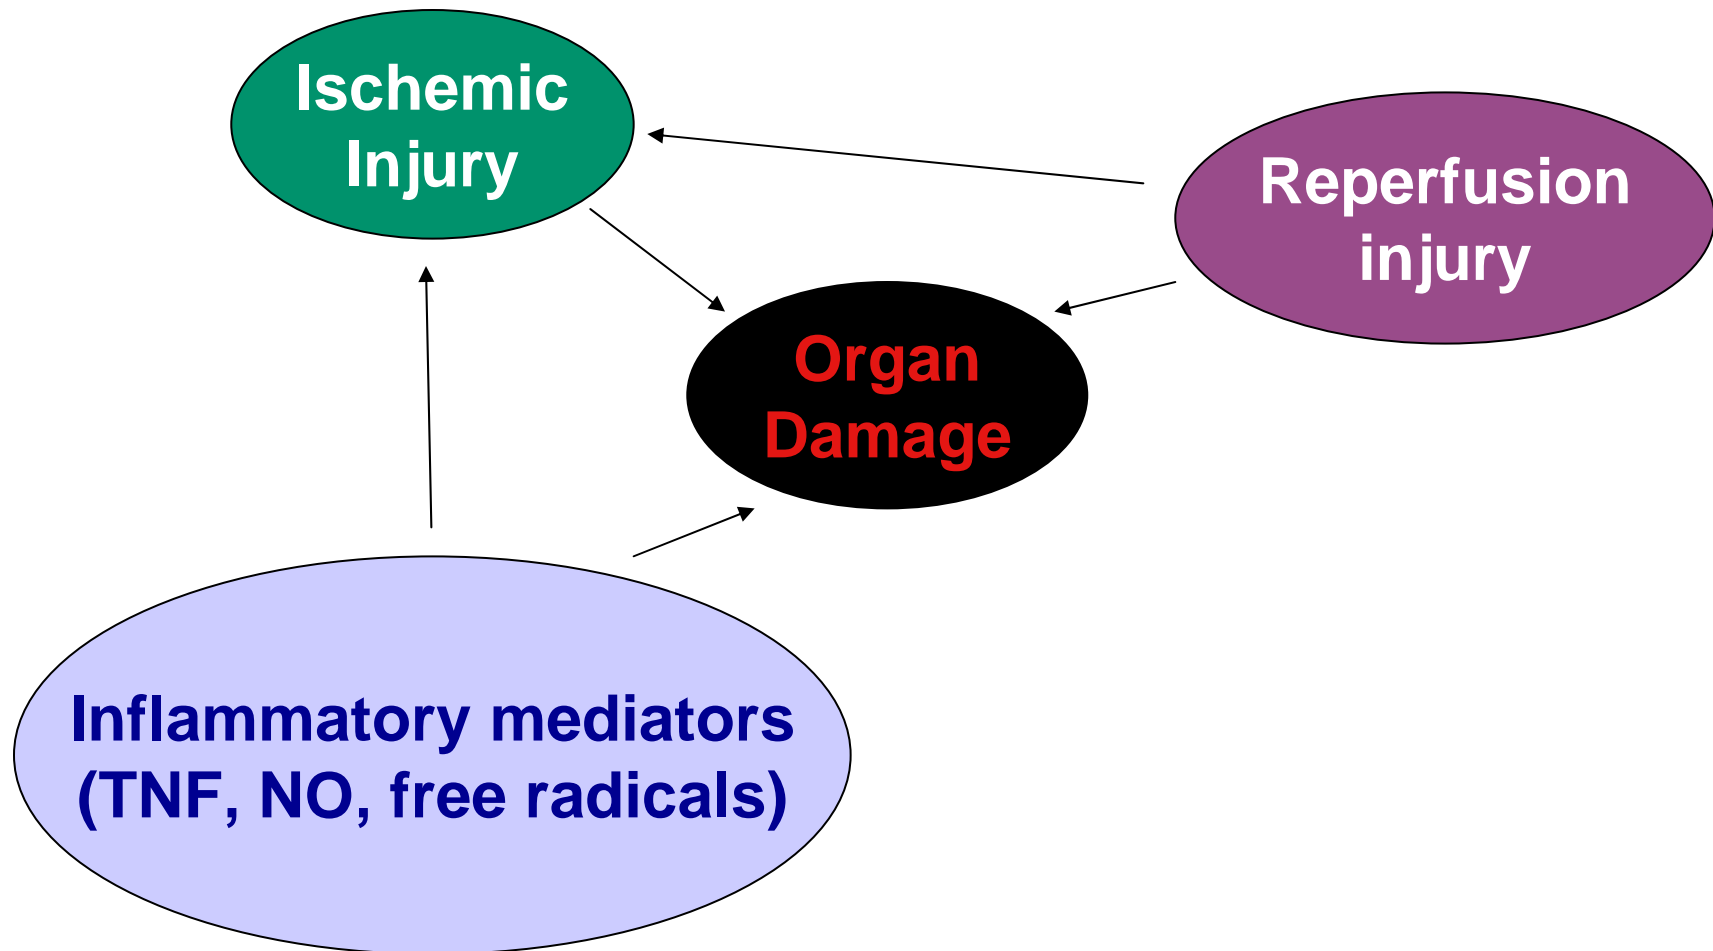 Ischemic
Injury
Reperfusion
injury
Organ
Damage
Inflammatory mediators
(TNF, NO, free radicals)